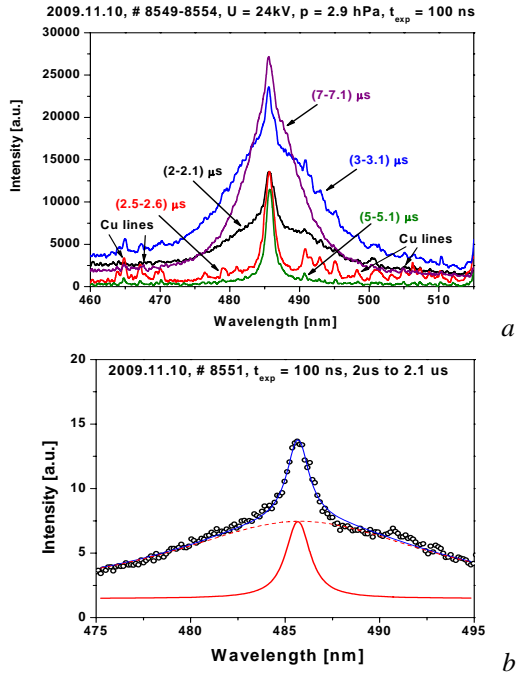 2009.11.10, # 8549-8554, U = 24kV, p = 2.9 hPa, t_exp = 100 ns
30000
25000
20000
15000
10000
5000
0
Intensity [a.u.]
(7-7.1) µs
(3-3.1) µs
(2-2.1) µs
(2.5-2.6) µs
(5-5.1) µs
Cu lines
Cu lines
460 470 480 490 500 510
Wavelength [nm]
a
2009.11.10, # 8551, t_exp = 100 ns, 2us to 2.1 us
20
15
10
5
0
Intensity [a.u.]
475 480 485 490 495
Wavelength [nm]
b